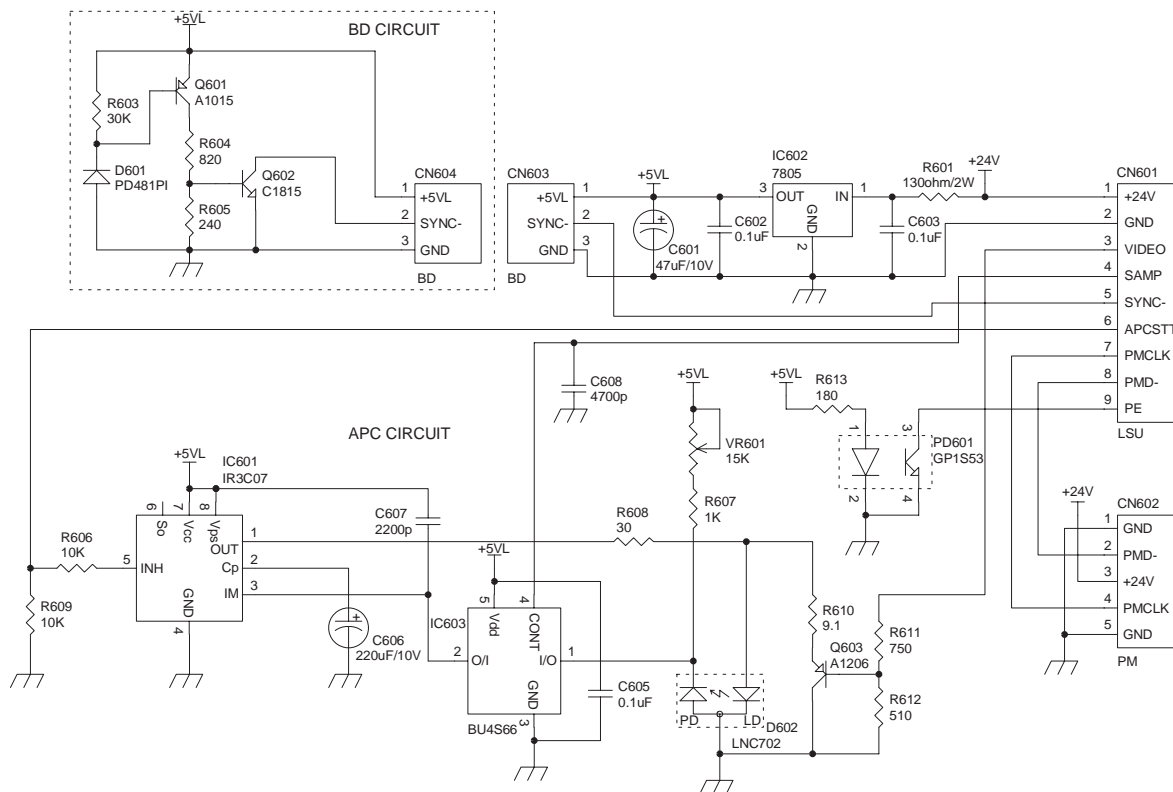 +5VL
BD CIRCUIT
Q601
A1015
R603
30K
R604
820
D601
PD481PI
Q602
C1815
R605
240
CN604
1
+5VL
2
SYNC-
3
GND
BD
CN603
+5VL
1
SYNC-
2
GND
3
BD
+5VL
C601
47uF/10V
C602
0.1uF
IC602
7805
3
OUT
IN
1
GND
2
R601
130ohm/2W
+24V
C603
0.1uF
CN601
1
+24V
2
GND
3
VIDEO
4
SAMP
5
SYNC-
6
APCSTT
7
PMCLK
8
PMD-
9
PE
LSU
C608
4700p
+5VL
VR601
15K
R607
1K
+5VL
R613
180
1
2
3
4
PD601
GP1S53
APC CIRCUIT
+5VL
IC601
IR3C07
6
7
8
So
Vcc
Vps
OUT
1
Cp
2
IM
3
5
INH
GND
4
R606
10K
R609
10K
C607
2200p
C606
220uF/10V
R608
30
+5VL
IC603
5
4
Vdd
CONT
2
O/I
I/O
1
GND
3
BU4S66
C605
0.1uF
PD
LD
D602
LNC702
R610
9.1
Q603
A1206
R611
750
R612
510
+24V
CN602
1
GND
2
PMD-
3
+24V
4
PMCLK
5
GND
PM